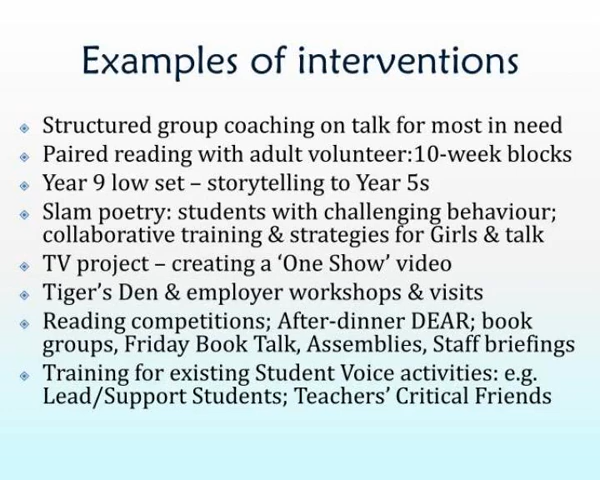 Examples of interventions
Structured group coaching on talk for most in need
Paired reading with adult volunteer:10-week blocks
Year 9 low set – storytelling to Year 5s
Slam poetry: students with challenging behaviour;
collaborative training & strategies for Girls & talk
TV project – creating a ‘One Show’ video
Tiger’s Den & employer workshops & visits
Reading competitions; After-dinner DEAR; book
groups, Friday Book Talk, Assemblies, Staff briefings
Training for existing Student Voice activities: e.g.
Lead/Support Students; Teachers’ Critical Friends